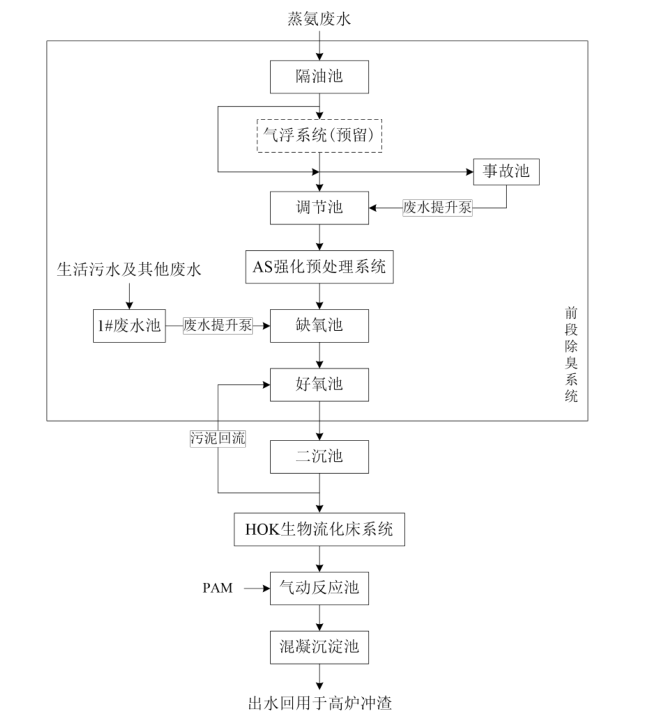 蒸氨废水
隔油池
气浮系统(预留)
事故池
调节池
废水提升泵
AS强化预处理系统
生活污水及其他废水
1#废水池
废水提升泵
缺氧池
前段除臭系统
好氧池
污泥回流
二沉池
HOK生物流化床系统
PAM
气动反应池
混凝沉淀池
出水回用于高炉冲渣